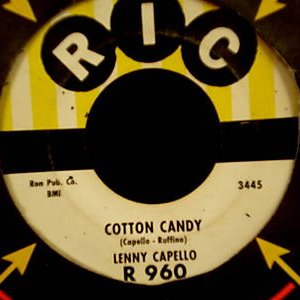 RIC
Ron Pub. Co.
BMI
3445
COTTON CANDY
(Capello - Ruffino)
LENNY CAPELLO
R 960